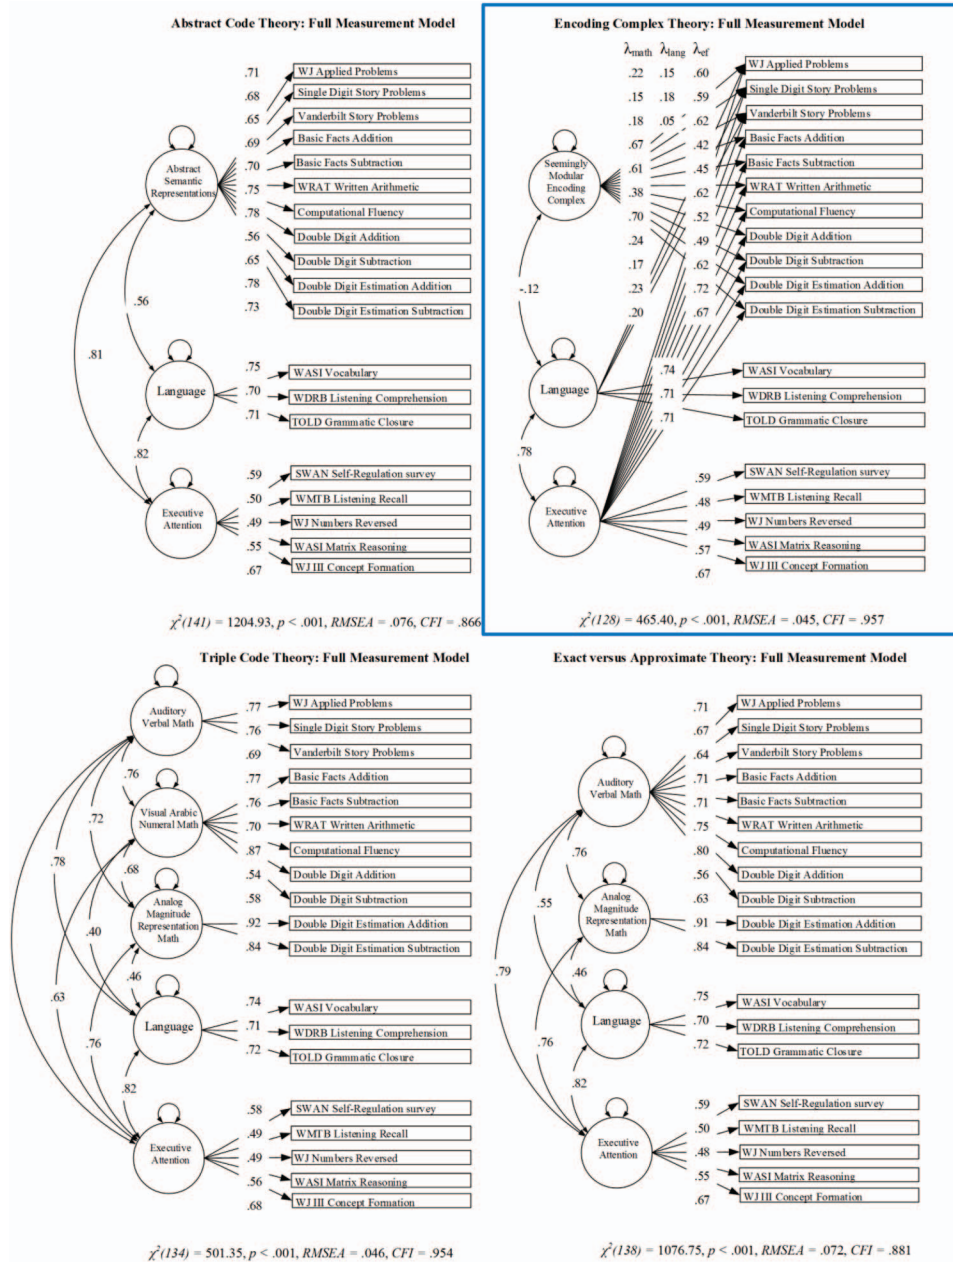 Abstract Code Theory: Full Measurement Model
.71
.68
.65
.69
.70
.75
.78
.56
.65
.78
.73
WJ Applied Problems
Single Digit Story Problems
Vanderbilt Story Problems
Basic Facts Addition
Basic Facts Subtraction
WRAT Written Arithmetic
Computational Fluency
Double Digit Addition
Double Digit Subtraction
Double Digit Estimation Addition
Double Digit Estimation Subtraction
Abstract
Semantic
Representations
.56
.81
.75
.70
.71
WASI Vocabulary
WDRB Listening Comprehension
TOLD Grammatic Closure
Language
.82
.59
.50
.49
.55
.67
SWAN Self-Regulation survey
WMTB Listening Recall
WJ Numbers Reversed
WASI Matrix Reasoning
WJ III Concept Formation
Executive
Attention
χ²(141) = 1204.93, p < .001, RMSEA = .076, CFI = .866
Encoding Complex Theory: Full Measurement Model
λmath λlang λef
.22 .15 .60
.15 .18 .59
.18 .05 .62
.67 .42
.61 .45
.38 .62
.70 .52
.24 .49
.17 .62
.23 .72
.20 .67
WJ Applied Problems
Single Digit Story Problems
Vanderbilt Story Problems
Basic Facts Addition
Basic Facts Subtraction
WRAT Written Arithmetic
Computational Fluency
Double Digit Addition
Double Digit Subtraction
Double Digit Estimation Addition
Double Digit Estimation Subtraction
Seemingly
Modular
Encoding
Complex
-.12
.74
.71
.71
WASI Vocabulary
WDRB Listening Comprehension
TOLD Grammatic Closure
Language
.78
.59
.48
.49
.57
.67
SWAN Self-Regulation survey
WMTB Listening Recall
WJ Numbers Reversed
WASI Matrix Reasoning
WJ III Concept Formation
Executive
Attention
χ²(128) = 465.40, p < .001, RMSEA = .045, CFI = .957
Triple Code Theory: Full Measurement Model
Auditory
Verbal Math
.77
.76
.69
WJ Applied Problems
Single Digit Story Problems
Vanderbilt Story Problems
.76
Visual Arabic
Numeral Math
.77
.76
.70
.87
.54
.58
Basic Facts Addition
Basic Facts Subtraction
WRAT Written Arithmetic
Computational Fluency
Double Digit Addition
Double Digit Subtraction
.72
.78
.68
Analog
Magnitude
Representation
Math
.92
.84
Double Digit Estimation Addition
Double Digit Estimation Subtraction
.40
.46
.63
Language
.74
.71
.72
WASI Vocabulary
WDRB Listening Comprehension
TOLD Grammatic Closure
.76
.82
Executive
Attention
.58
.49
.49
.56
.68
SWAN Self-Regulation survey
WMTB Listening Recall
WJ Numbers Reversed
WASI Matrix Reasoning
WJ III Concept Formation
χ²(134) = 501.35, p < .001, RMSEA = .046, CFI = .954
Exact versus Approximate Theory: Full Measurement Model
Auditory
Verbal Math
.71
.67
.64
.71
.71
.75
.80
.56
.63
WJ Applied Problems
Single Digit Story Problems
Vanderbilt Story Problems
Basic Facts Addition
Basic Facts Subtraction
WRAT Written Arithmetic
Computational Fluency
Double Digit Addition
Double Digit Subtraction
.76
.55
Analog
Magnitude
Representation
Math
.91
.84
Double Digit Estimation Addition
Double Digit Estimation Subtraction
.79
.46
Language
.75
.70
.72
WASI Vocabulary
WDRB Listening Comprehension
TOLD Grammatic Closure
.76
.82
Executive
Attention
.59
.50
.48
.55
.67
SWAN Self-Regulation survey
WMTB Listening Recall
WJ Numbers Reversed
WASI Matrix Reasoning
WJ III Concept Formation
χ²(138) = 1076.75, p < .001, RMSEA = .072, CFI = .881